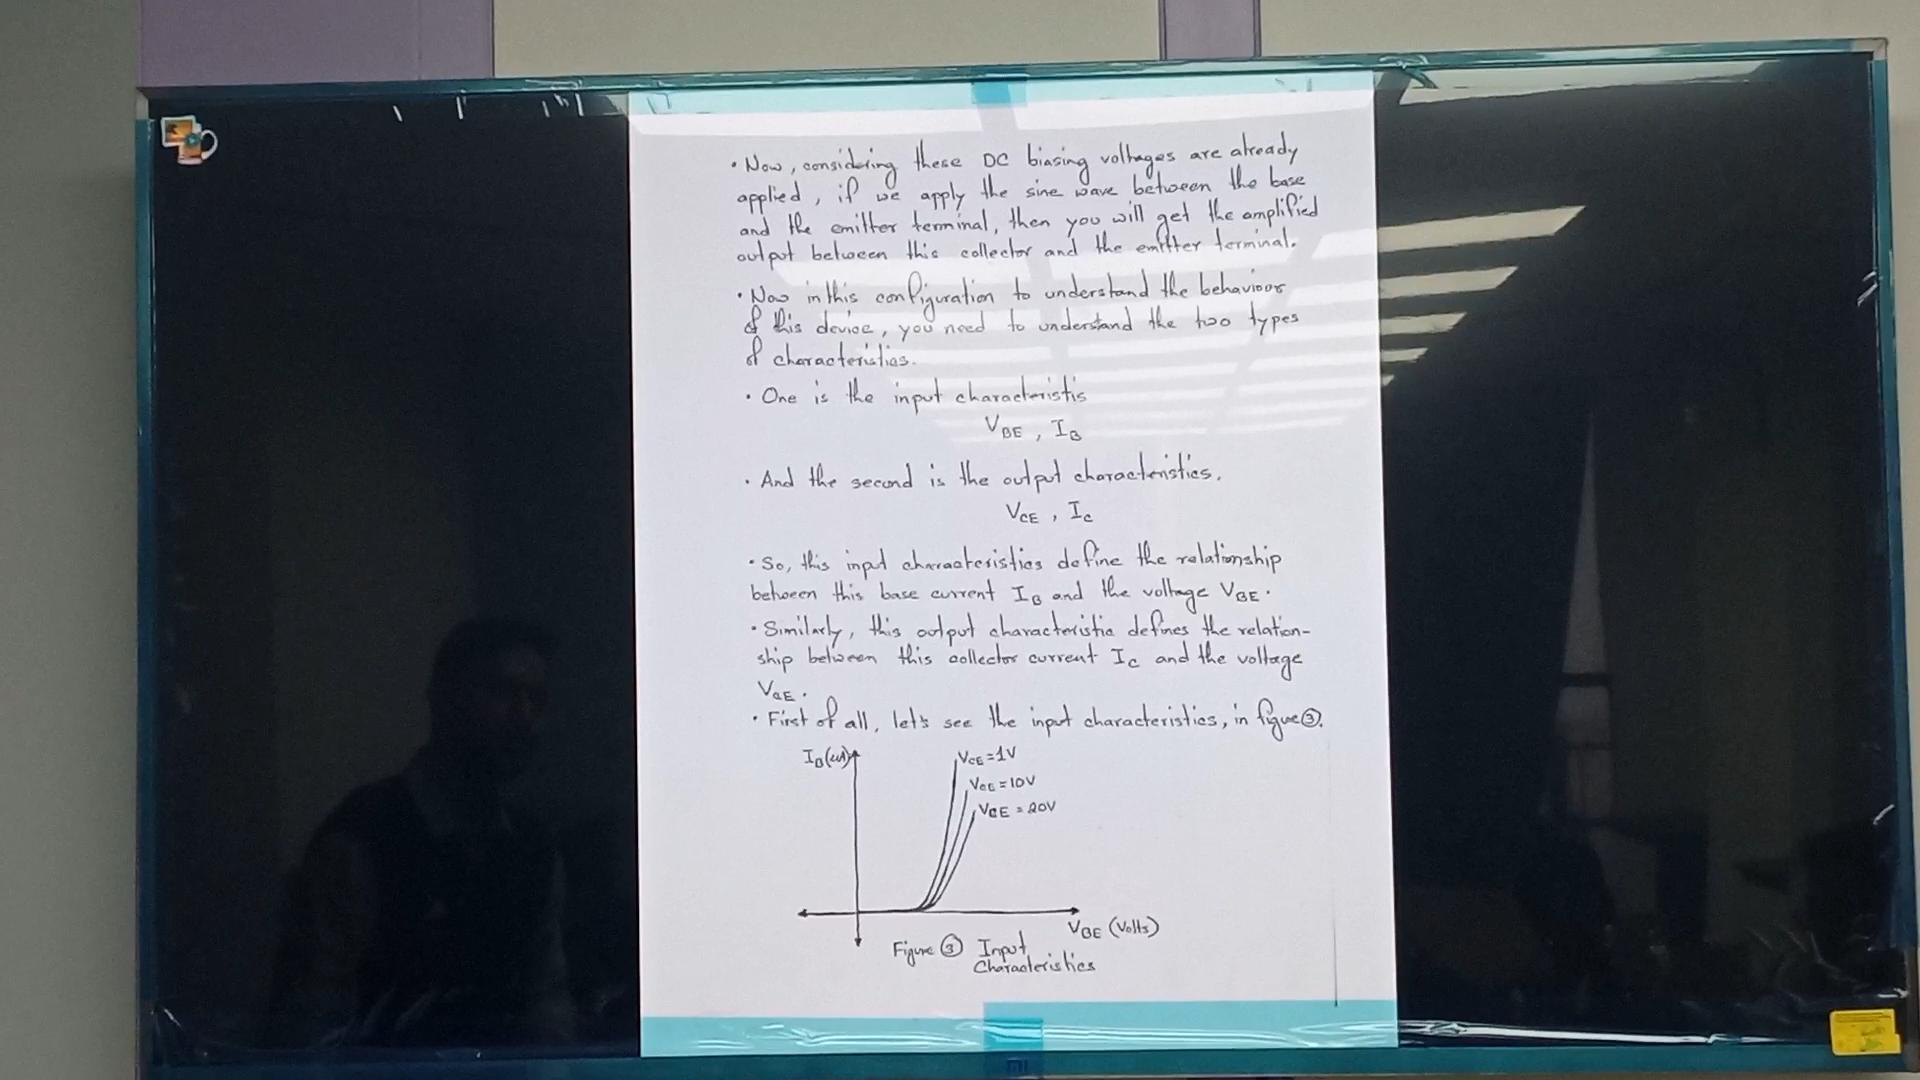 • Now, considering these DC biasing voltages are already
applied, if we apply the sine wave between the base
and the emitter terminal, then you will get the amplified
output between this collector and the emitter terminal.
• Now in this configuration to understand the behaviour
of this device, you need to understand the two types
of characteristics.
• One is the input characteristis
VBE, IB
• And the second is the output characteristics.
VCE, IC
• So, this input characteristics define the relationship
between this base current IB and the voltage VBE.
• Similarly, this output characteristic defines the relation-
ship between this collector current IC and the voltage
VCE.
• First of all, let's see the input characteristics, in figure ③.
IB(uA)
VCE=1V
VCE=10V
VCE=20V
VBE (Volts)
Figure ③ Input
Characteristics
MI